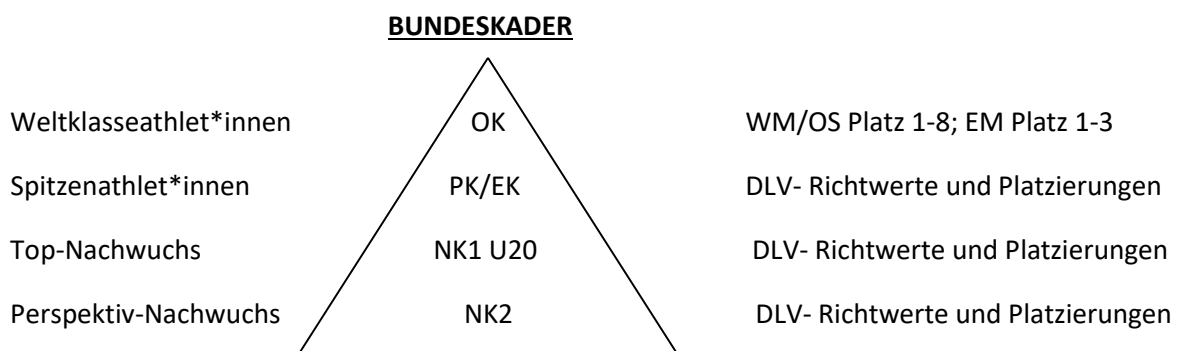 BUNDESKADER
Weltklasseathlet*innen OK WM/OS Platz 1-8; EM Platz 1-3
Spitzenathlet*innen PK/EK DLV- Richtwerte und Platzierungen
Top-Nachwuchs NK1 U20 DLV- Richtwerte und Platzierungen
Perspektiv-Nachwuchs NK2 DLV- Richtwerte und Platzierungen